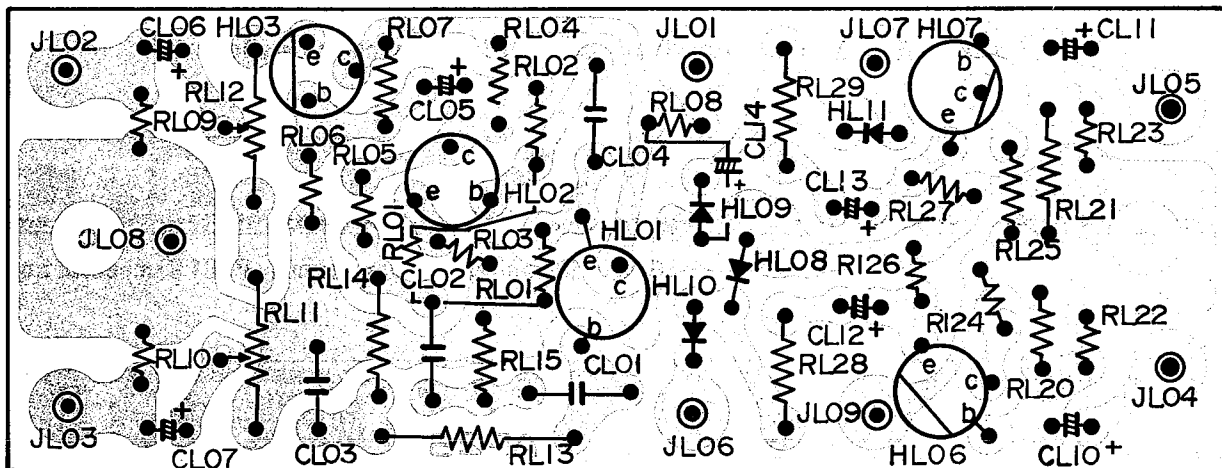 CL06 HL03 RL07 RL04 JL01 JL07 HL07 + CL11
JL02 + e c + RL02 b JL05
RL12 b CL05 RL08 CL14 RL29 HL11 c
RL09 RL06 e RL23
RL05 c CL04
e b HL02 + CL13 RL27 RL21
RL01 HL09 +
JL08 RL03 HL01 RL25
RL14 CL02 e HL08 R126
RL01 c HL10
RL11 b CL12 + R124 RL22
RL10 RL15 CL01 RL28 e c RL20
JL03 + b JL04
CL07 CL03 RL13 JL06 JL09 HL06 CL10 +